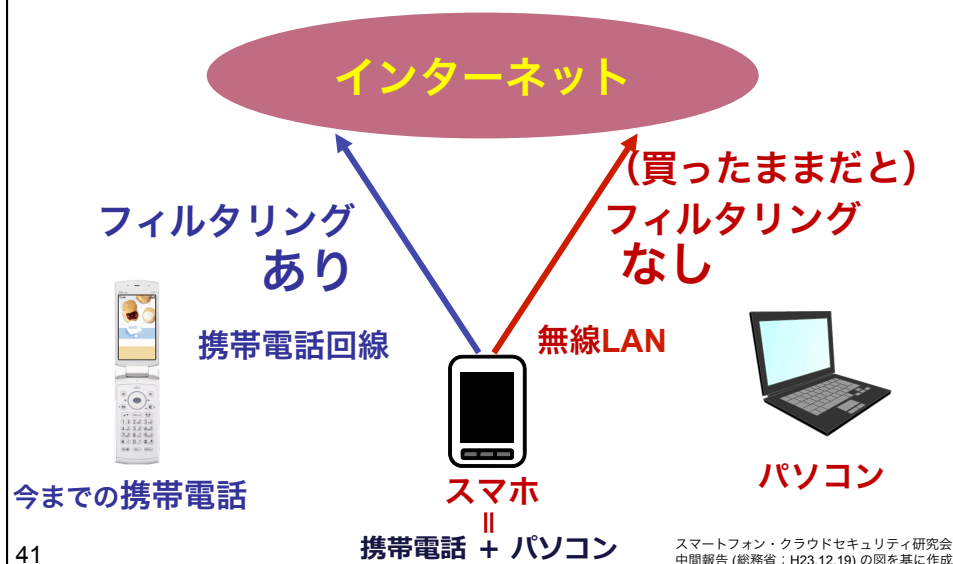 インターネット
(買ったままだと)
フィルタリング
あり
フィルタリング
なし
携帯電話回線
無線LAN
今までの携帯電話
スマホ
=
携帯電話 + パソコン
パソコン
41
スマートフォン・クラウドセキュリティ研究会
中間報告 (総務省：H23.12.19) の図を基に作成